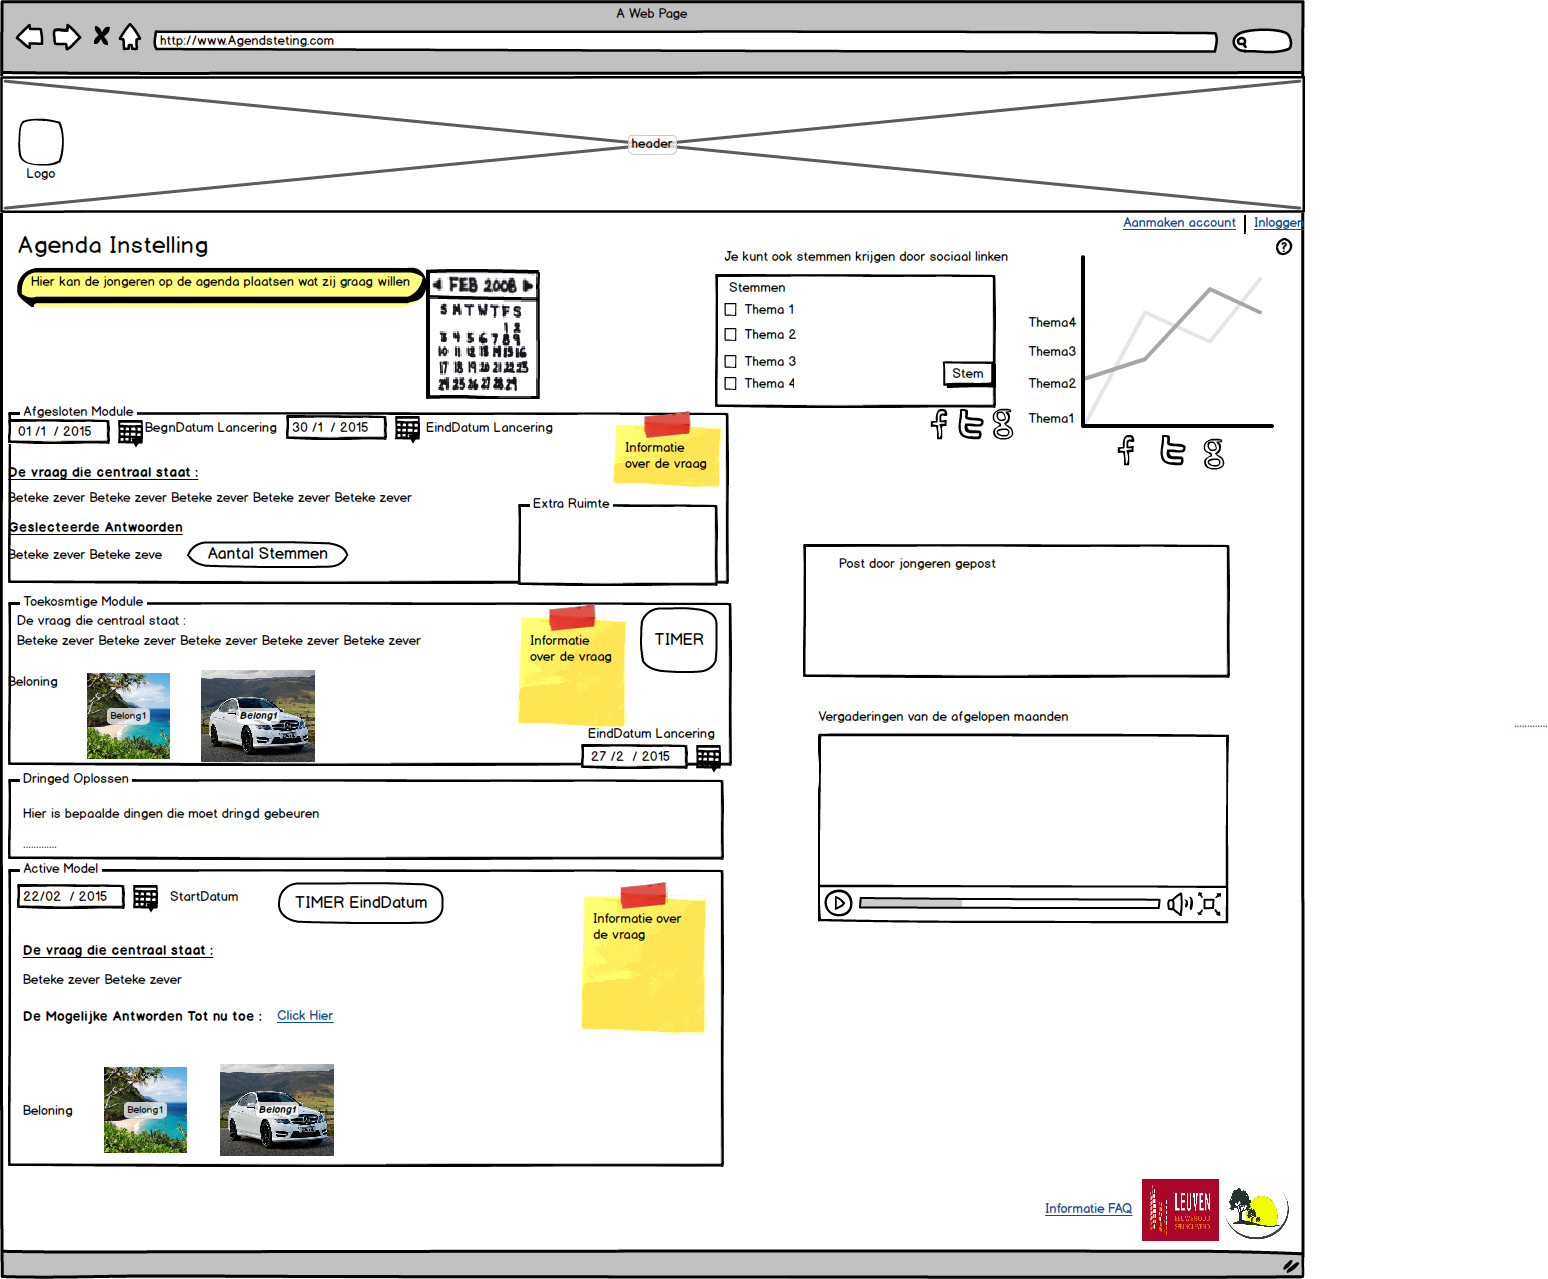 A Web Page
http://www.Agendsteting.com
header
Logo
Aanmaken account
Inloggen
Agenda Instelling
Hier kan de jongeren op de agenda plaatsen wat zij graag willen
FEB 2008
S M T W T F S
1 2
3 4 5 6 7 8 9
10 11 12 13 14 15 16
17 18 19 20 21 22 23
24 25 26 27 28 29
Je kunt ook stemmen krijgen door sociaal linken
Stemmen
Thema 1
Thema 2
Thema 3
Thema 4
Stem
Thema4
Thema3
Thema2
Thema1
Afgesloten Module
01 /1 / 2015
BegnDatum Lancering
30 /1 / 2015
EindDatum Lancering
Informatie
over de vraag
De vraag die centraal staat :
Beteke zever Beteke zever Beteke zever Beteke zever Beteke zever
Extra Ruimte
Geslecteerde Antwoorden
Beteke zever Beteke zeve
Aantal Stemmen
Post door jongeren gepost
Toekosmtige Module
De vraag die centraal staat :
Beteke zever Beteke zever Beteke zever Beteke zever Beteke zever
Informatie
over de vraag
TIMER
Beloning
Belong1
Belong1
EindDatum Lancering
27 /2 / 2015
Vergaderingen van de afgelopen maanden
.............
Dringed Oplossen
Hier is bepaalde dingen die moet dringd gebeuren
.............
Active Model
22/02 / 2015
StartDatum
TIMER EindDatum
Informatie over
de vraag
De vraag die centraal staat :
Beteke zever Beteke zever
De Mogelijke Antworden Tot nu toe :
Click Hier
Beloning
Belong1
Belong1
Informatie FAQ
LEUVEN